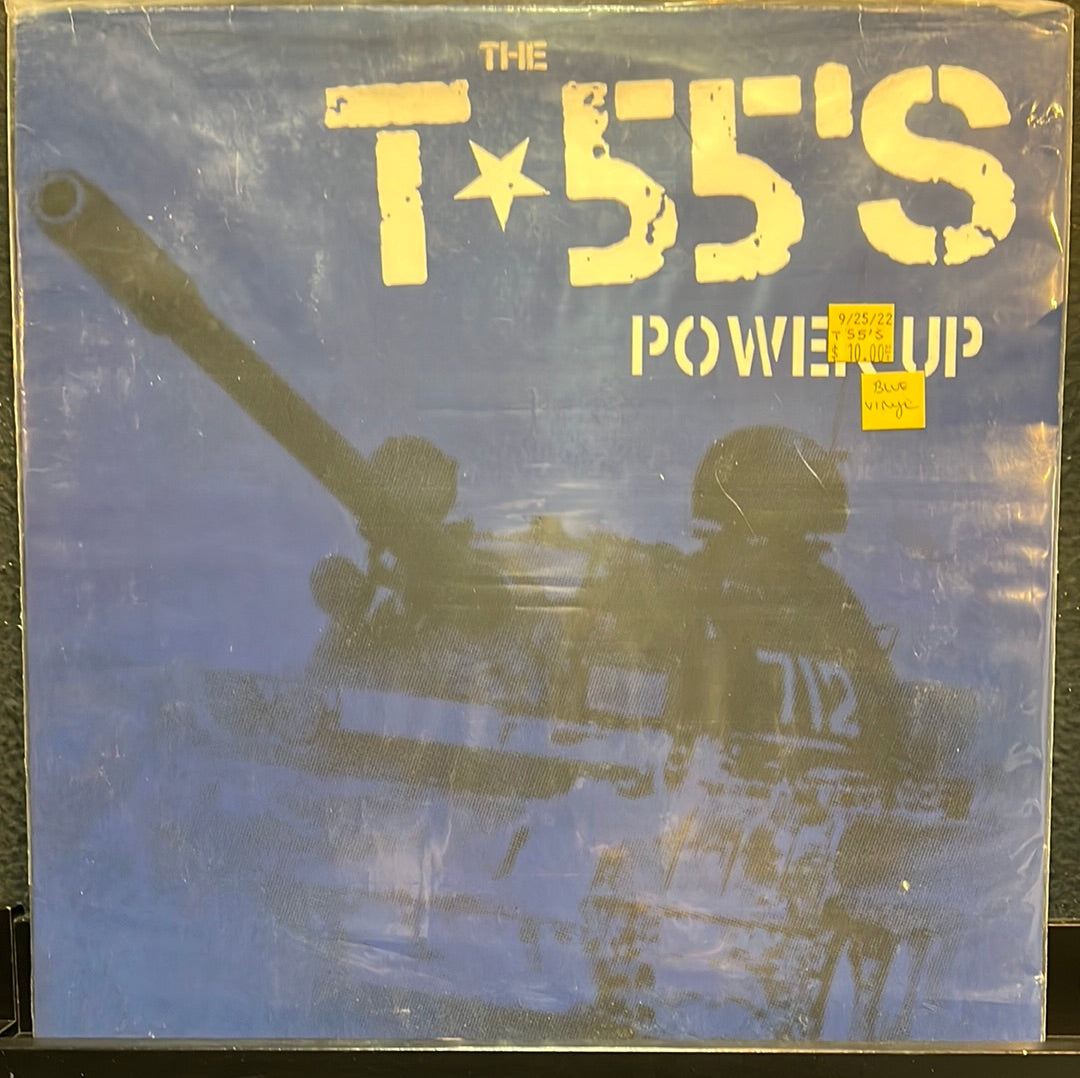 THE
T★55'S
POWER UP
9/25/22
T 55'S
$ 10.00
BLUE
VINYL
712